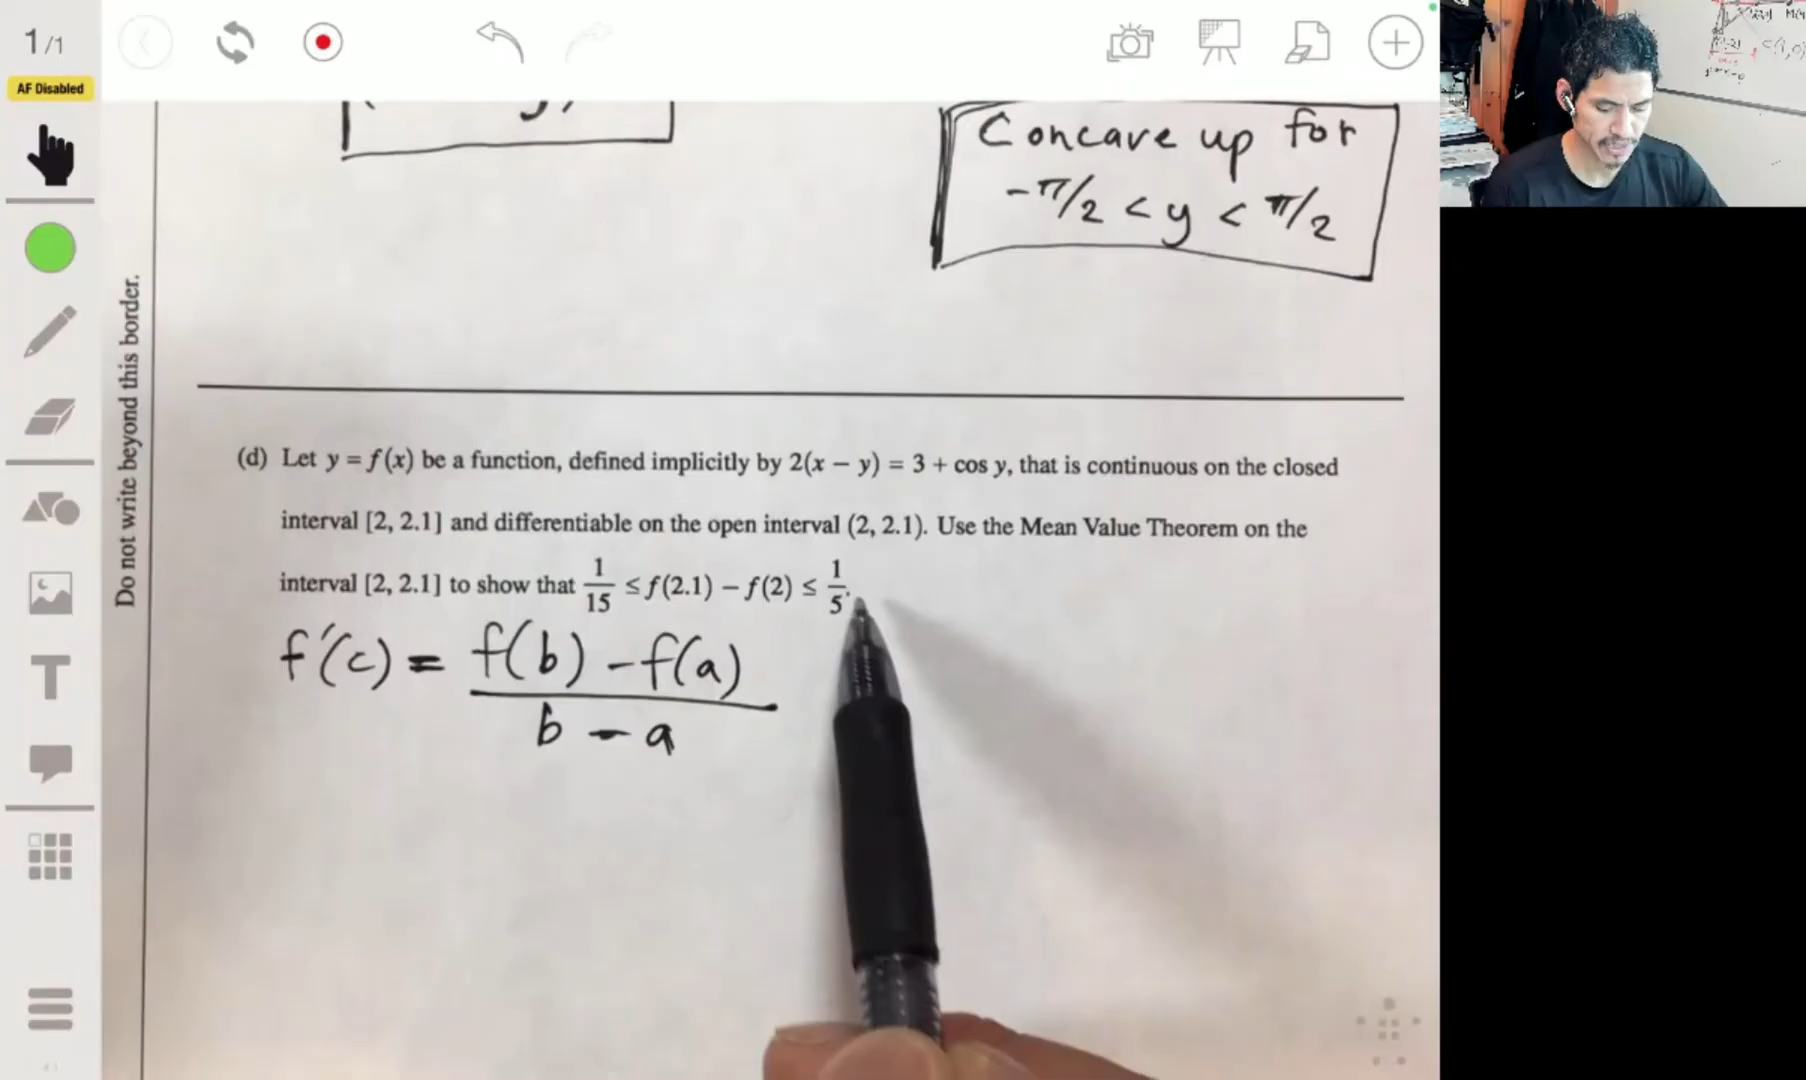 1/1
AF Disabled
Concave up for
-π/2 < y < π/2
Do not write beyond this border.
(d) Let y = f(x) be a function, defined implicitly by 2(x − y) = 3 + cos y, that is continuous on the closed
interval [2, 2.1] and differentiable on the open interval (2, 2.1). Use the Mean Value Theorem on the
interval [2, 2.1] to show that 1/15 ≤ f(2.1) − f(2) ≤ 1/5.
f'(c) = f(b) - f(a)
b - a
T